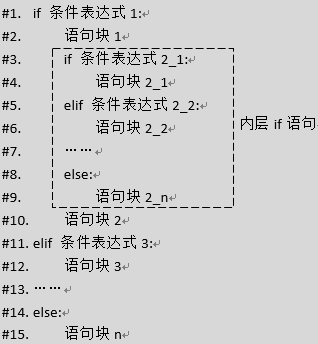 #1. if 条件表达式 1:
#2. 语句块 1
#3. if 条件表达式 2_1:
#4. 语句块 2_1
#5. elif 条件表达式 2_2:
#6. 语句块 2_2
内层 if 语句
#7. ……
#8. else:
#9. 语句块 2_n
#10. 语句块 2
#11. elif 条件表达式 3:
#12. 语句块 3
#13. ……
#14. else:
#15. 语句块 n